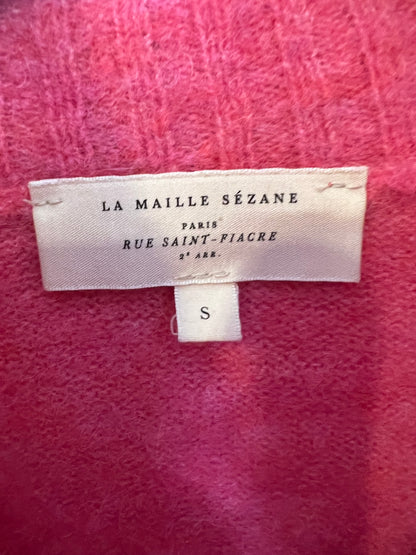 LA MAILLE SÉZANE
PARIS
RUE SAINT-FIACRE
2ᵉ ARR.
S